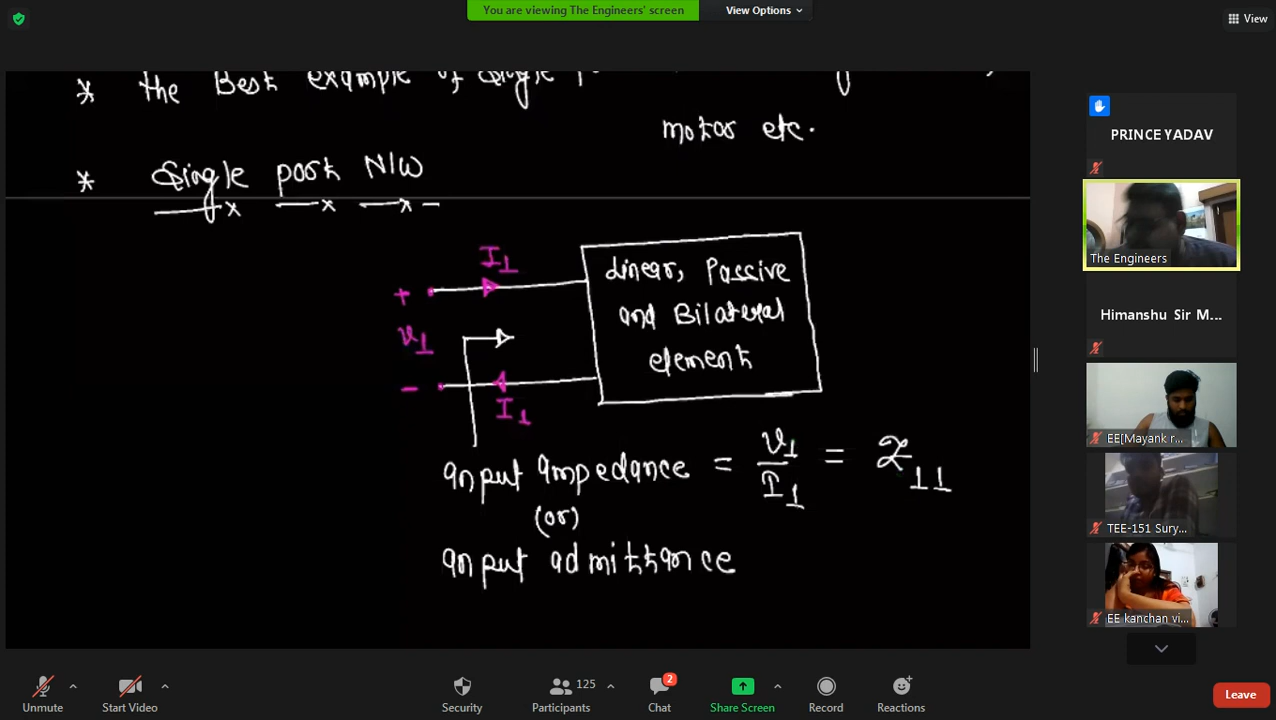 You are viewing The Engineers' screen
View Options
View
* the Best example of Single
motor etc.
* Single port N/W
I1
+
V1
-
I1
Linear, Passive
and Bilateral
element
input impedance = V1/I1 = Z11
(or)
input admittance
PRINCE YADAV
The Engineers
Himanshu Sir M...
EE[Mayank r...
TEE-151 Sury...
EE kanchan vi...
Unmute
Start Video
Security
125
Participants
2
Chat
Share Screen
Record
Reactions
Leave